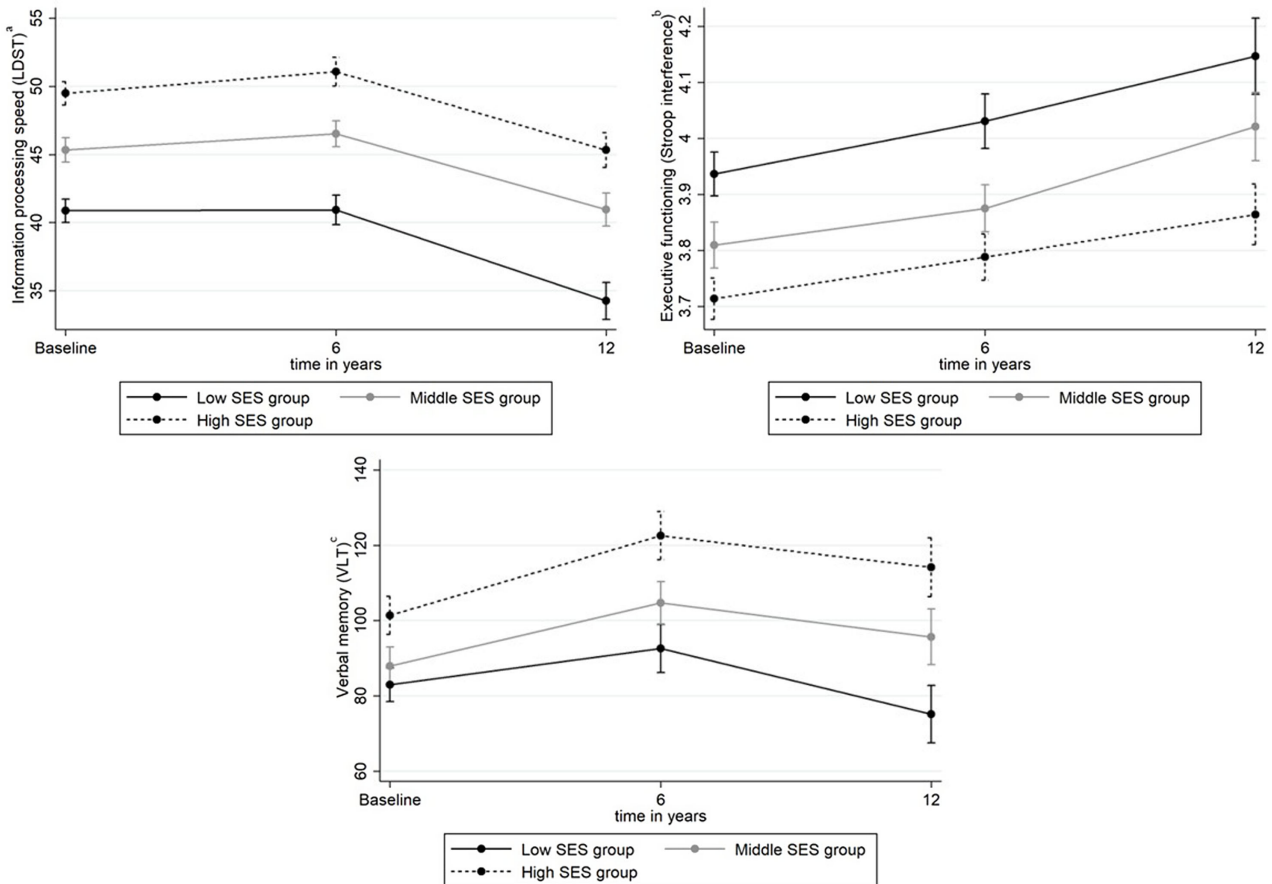 Information processing speed (LDST)a
55
50
45
40
35
Baseline 6 12
time in years
Low SES group Middle SES group
High SES group
Executive functioning (Stroop interference)b
4.2
4.1
4
3.9
3.8
3.7
Baseline 6 12
time in years
Low SES group Middle SES group
High SES group
Verbal memory (VLT)c
140
120
100
80
60
Baseline 6 12
time in years
Low SES group Middle SES group
High SES group